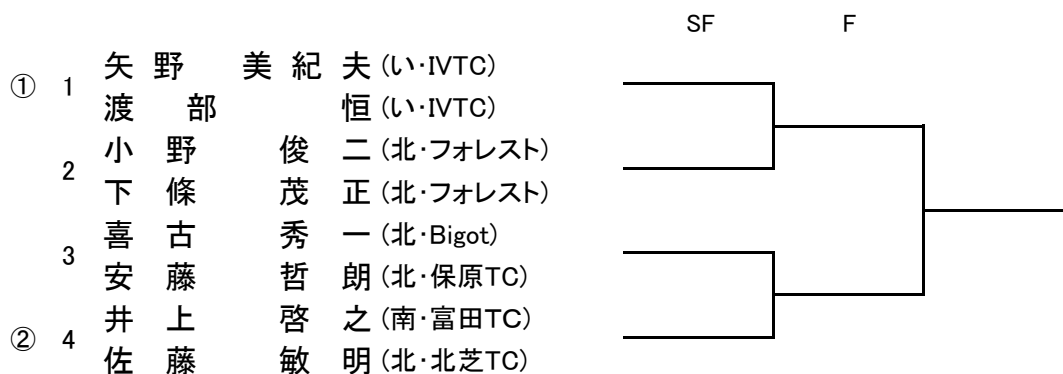 SF F
① 1 矢野 美紀夫 (い・IVTC)
渡部 恒 (い・IVTC)
2 小野 俊二 (北・フォレスト)
下條 茂正 (北・フォレスト)
3 喜古 秀一 (北・Bigot)
安藤 哲朗 (北・保原TC)
② 4 井上 啓之 (南・富田TC)
佐藤 敏明 (北・北芝TC)